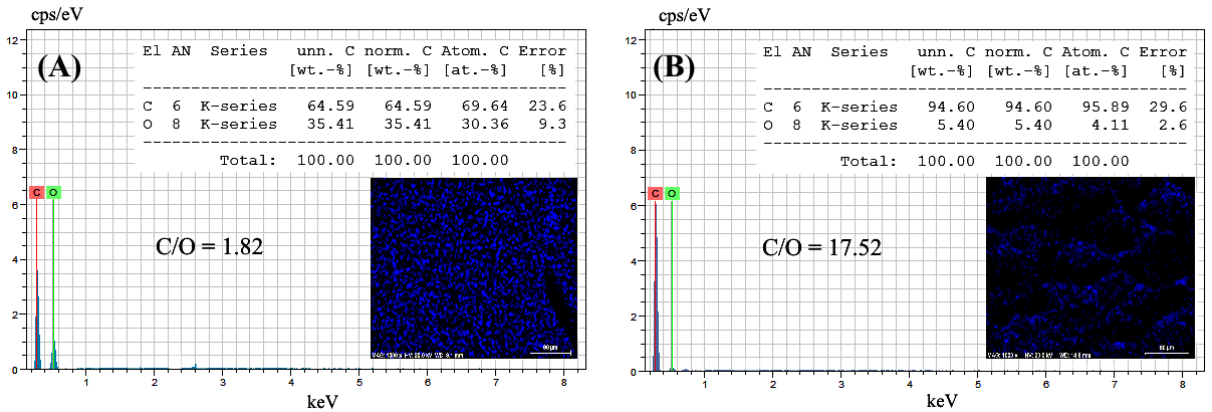 cps/eV
(A)
El AN Series unn. C norm. C Atom. C Error
[wt.-%] [wt.-%] [at.-%] [%]
C 6 K-series 64.59 64.59 69.64 23.6
O 8 K-series 35.41 35.41 30.36 9.3
Total: 100.00 100.00 100.00
12
10
8
6
4
2
0
C O
C/O = 1.82
1 2 3 4 5 6 7 8
keV
cps/eV
(B)
El AN Series unn. C norm. C Atom. C Error
[wt.-%] [wt.-%] [at.-%] [%]
C 6 K-series 94.60 94.60 95.89 29.6
O 8 K-series 5.40 5.40 4.11 2.6
Total: 100.00 100.00 100.00
12
10
8
6
4
2
0
C O
C/O = 17.52
1 2 3 4 5 6 7 8
keV